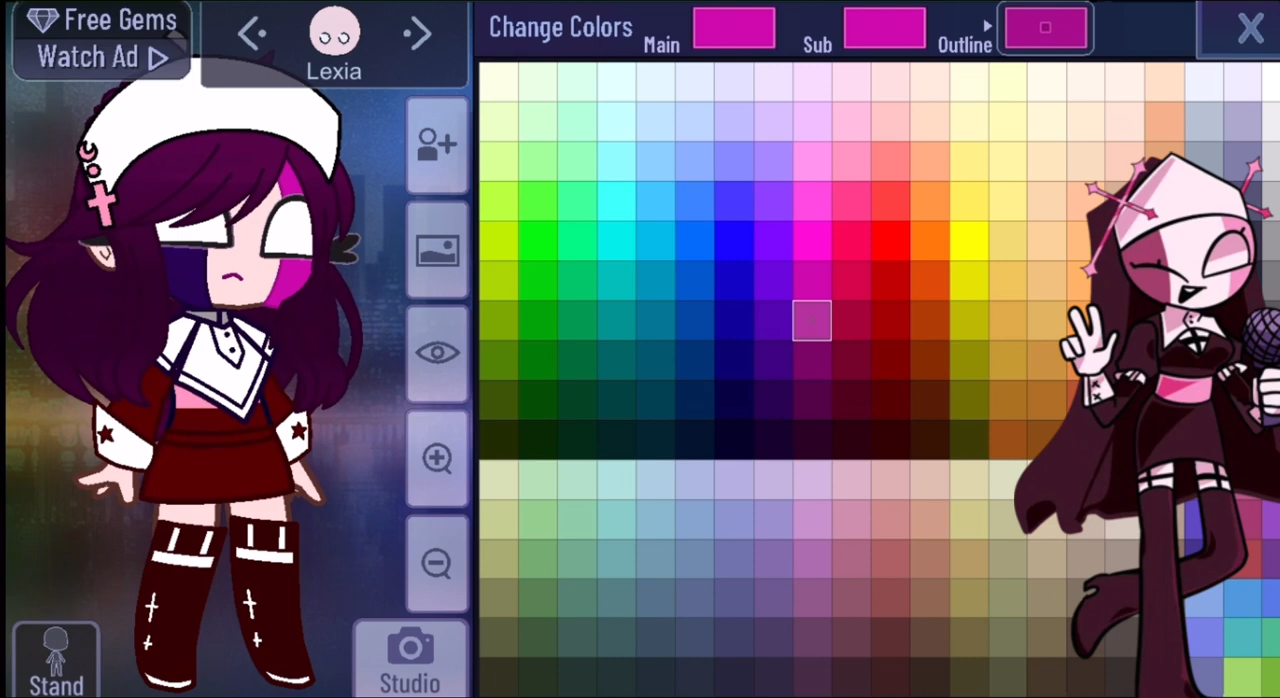 Free Gems
Watch Ad
Lexia
Change Colors
Main
Sub
Outline
X
Stand
Studio